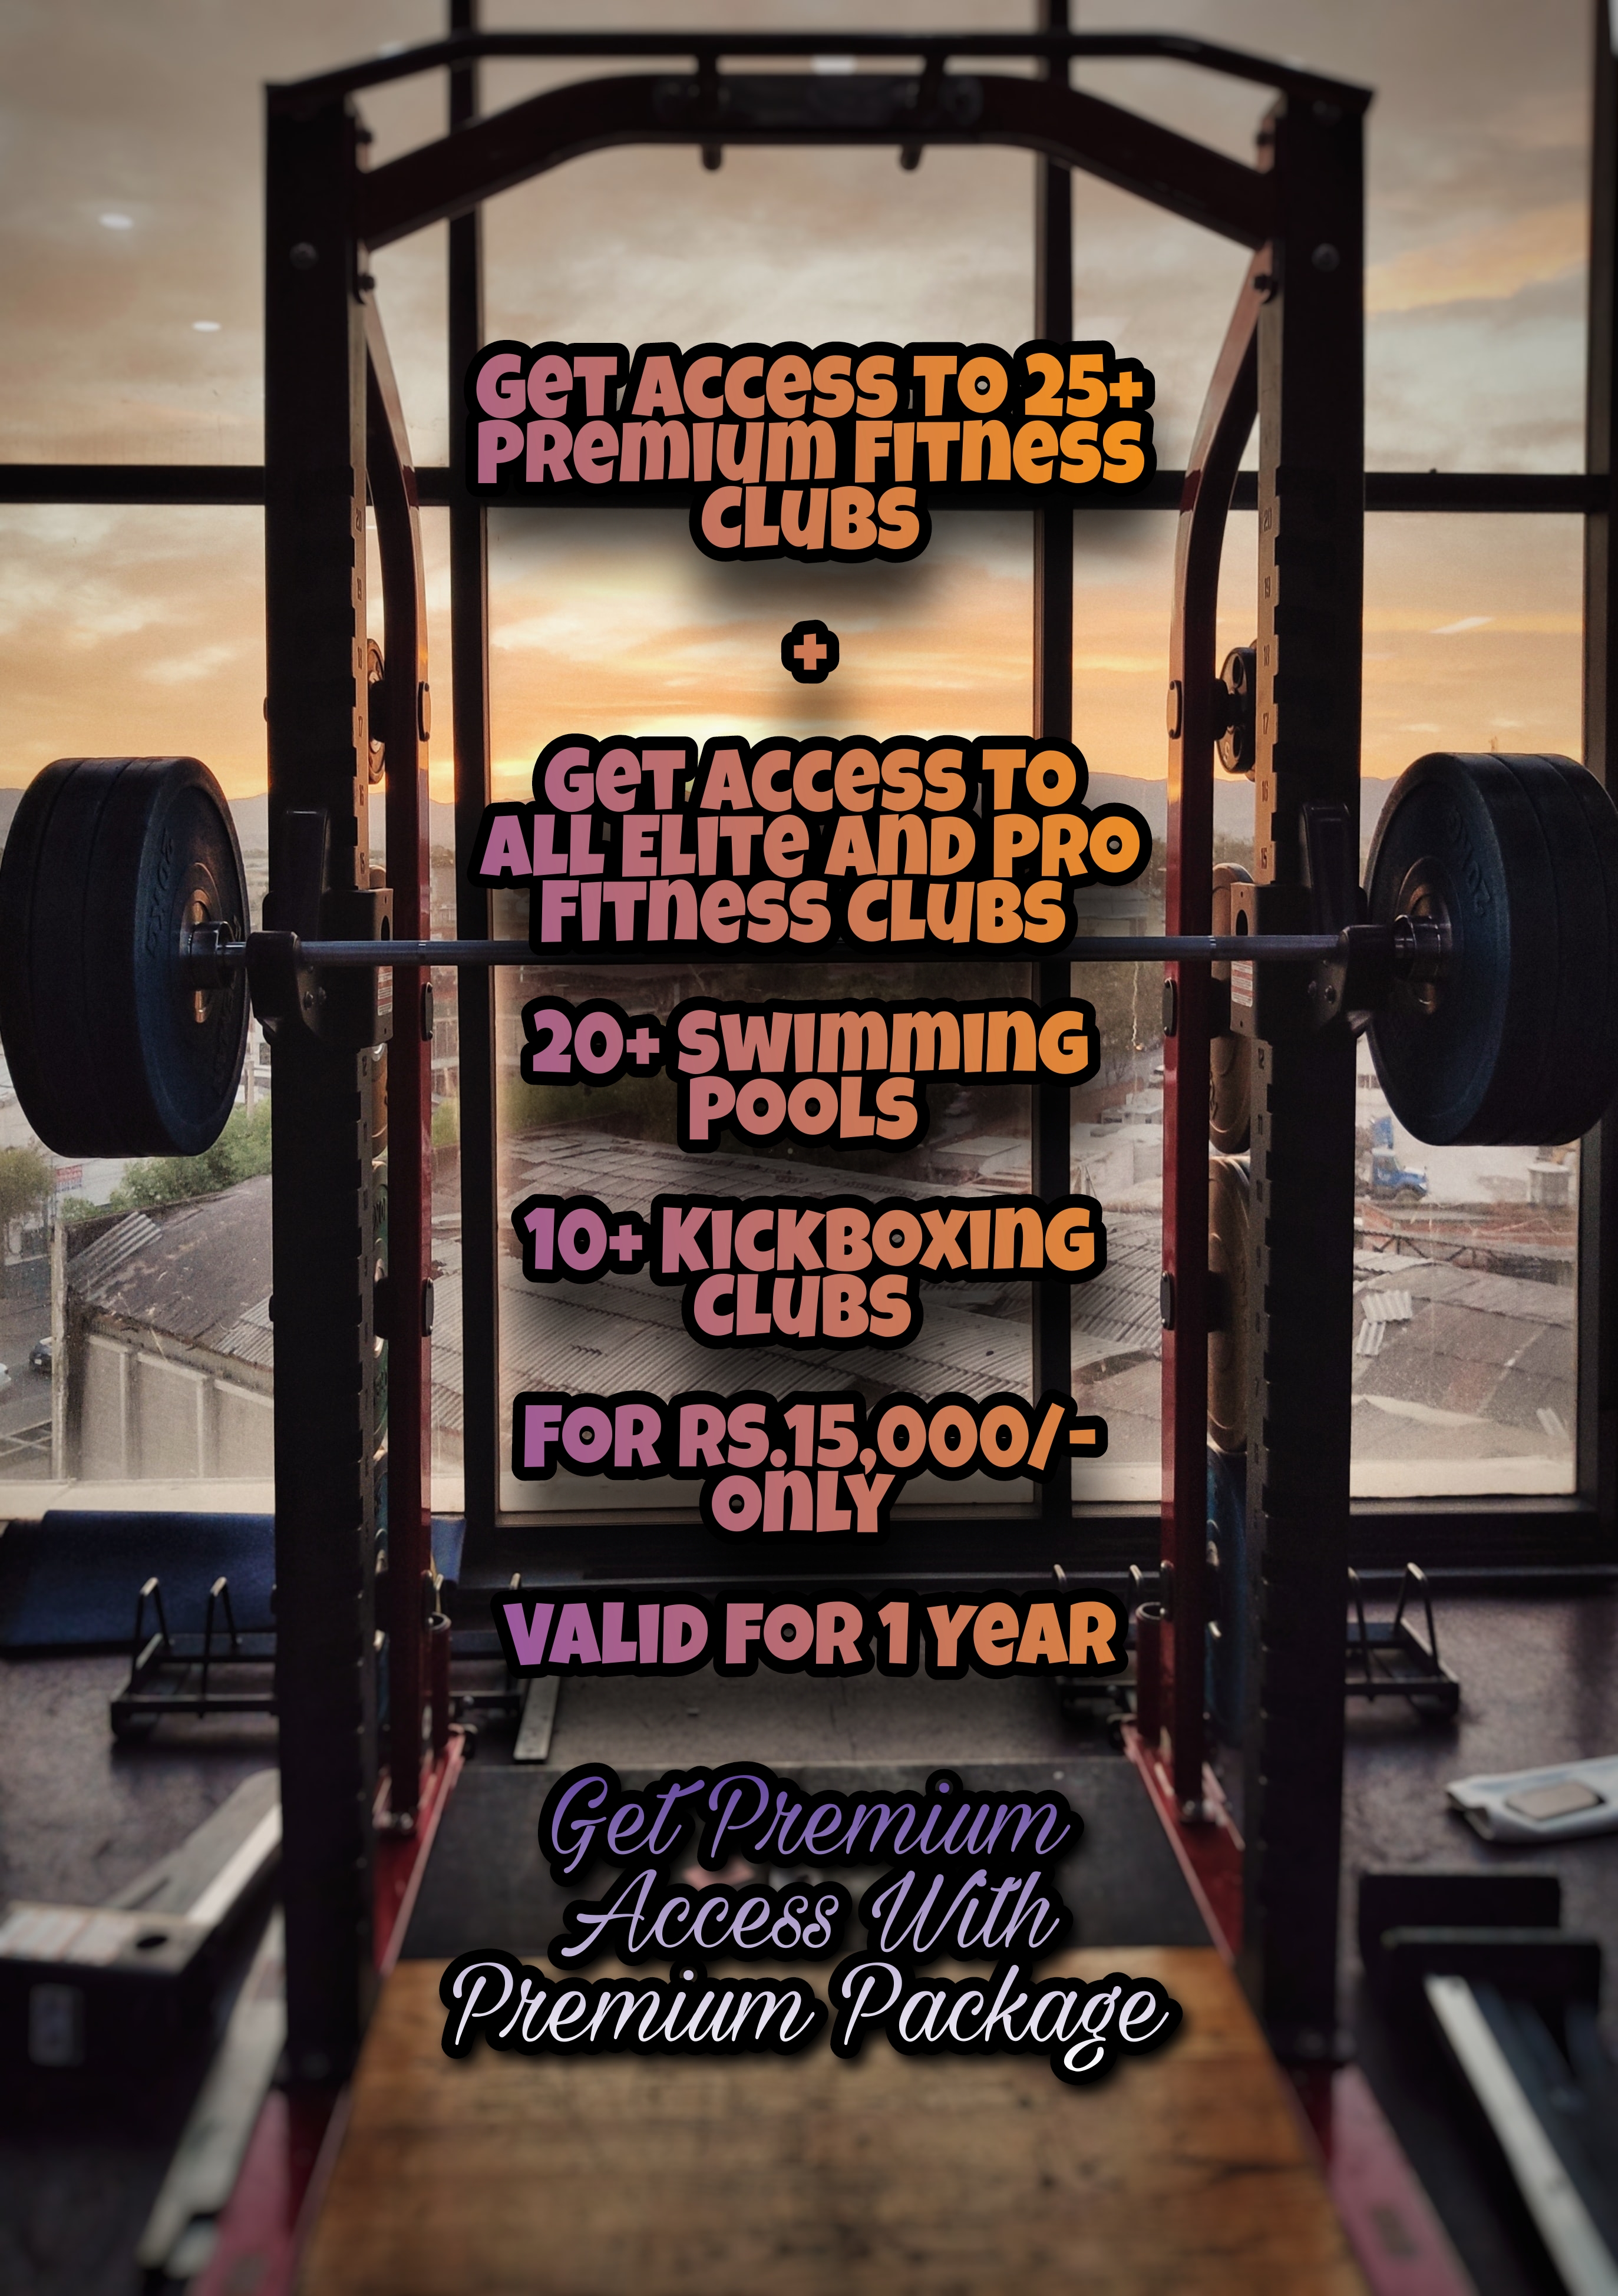 GET ACCESS TO 25+
PREMIUM FITNESS
CLUBS
+
GET ACCESS TO
ALL ELITE AND PRO
FITNESS CLUBS
20+ SWIMMING
POOLS
10+ KICKBOXING
CLUBS
FOR RS.15,000/-
ONLY
VALID FOR 1 YEAR
Get Premium
Access With
Premium Package